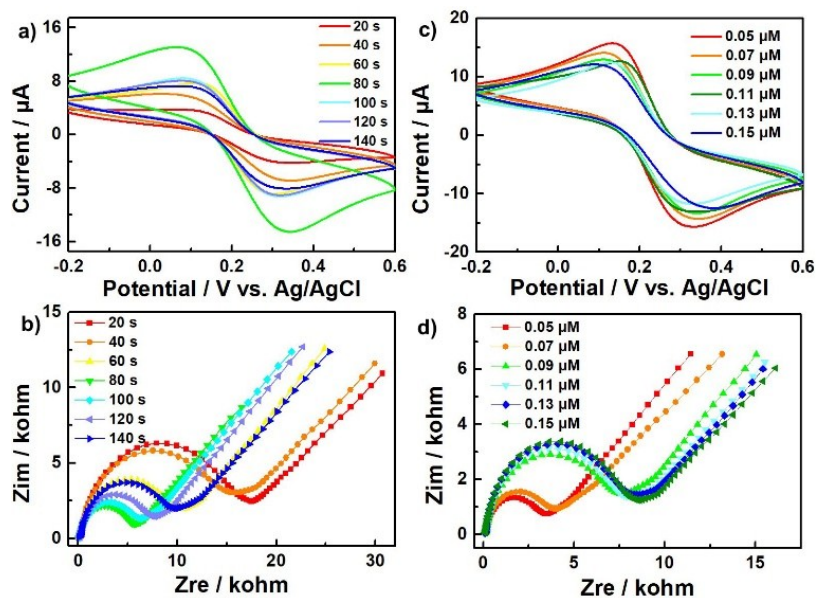 a)
20 s
40 s
60 s
80 s
100 s
120 s
140 s
16
8
0
-8
-16
Current / µA
-0.2
0.0
0.2
0.4
0.6
Potential / V vs. Ag/AgCl
c)
0.05 µM
0.07 µM
0.09 µM
0.11 µM
0.13 µM
0.15 µM
20
10
0
-10
-20
Current / µA
-0.2
0.0
0.2
0.4
0.6
Potential / V vs. Ag/AgCl
b)
20 s
40 s
60 s
80 s
100 s
120 s
140 s
15
12
10
5
2
0
Zim / kohm
0
10
20
30
Zre / kohm
d)
0.05 µM
0.07 µM
0.09 µM
0.11 µM
0.13 µM
0.15 µM
8
6
4
2
0
Zim / kohm
0
5
10
15
Zre / kohm